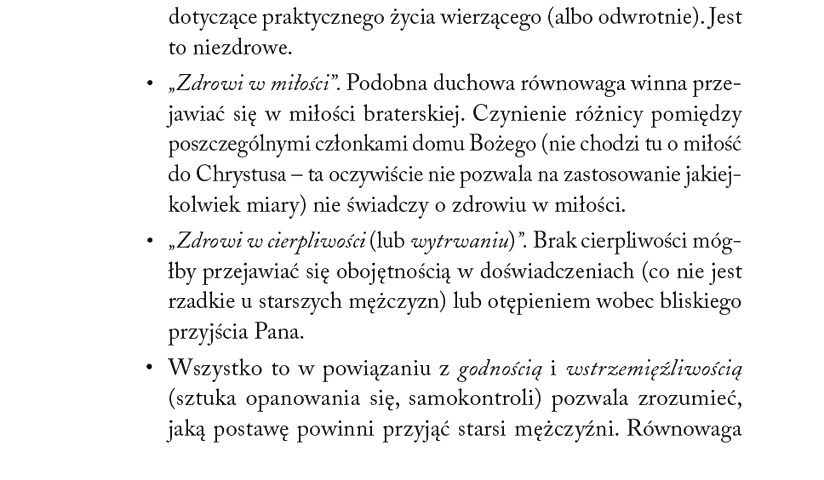 dotyczące praktycznego życia wierzącego (albo odwrotnie). Jest
to niezdrowe.
• „Zdrowi w miłości”. Podobna duchowa równowaga winna prze-
jawiać się w miłości braterskiej. Czynienie różnicy pomiędzy
poszczególnymi członkami domu Bożego (nie chodzi tu o miłość
do Chrystusa – ta oczywiście nie pozwala na zastosowanie jakiej-
kolwiek miary) nie świadczy o zdrowiu w miłości.
• „Zdrowi w cierpliwości (lub wytrwaniu)”. Brak cierpliwości móg-
łby przejawiać się obojętnością w doświadczeniach (co nie jest
rzadkie u starszych mężczyzn) lub otępieniem wobec bliskiego
przyjścia Pana.
• Wszystko to w powiązaniu z godnością i wstrzemięźliwością
(sztuka opanowania się, samokontroli) pozwala zrozumieć,
jaką postawę powinni przyjąć starsi mężczyźni. Równowaga